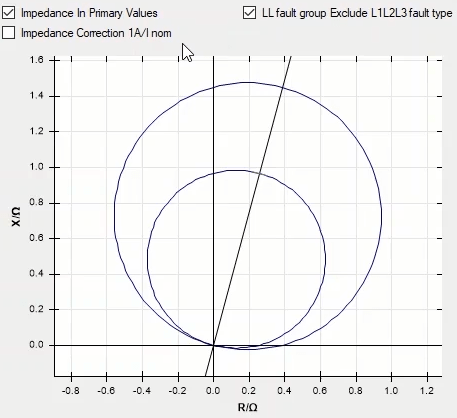 Impedance In Primary Values
LL fault group Exclude L1L2L3 fault type
Impedance Correction 1A/I nom
1.6
1.4
1.2
1.0
0.8
0.6
0.4
0.2
0.0
X/Ω
-0.8 -0.6 -0.4 -0.2 0.0 0.2 0.4 0.6 0.8 1.0 1.2
R/Ω